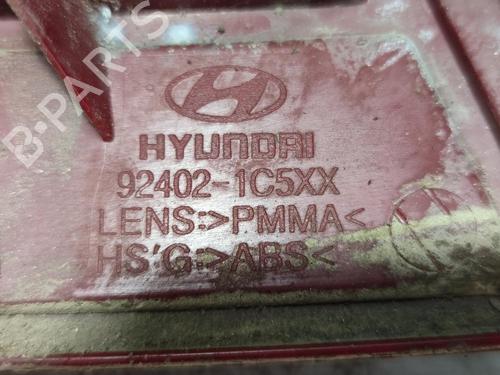 B-PARTS
HYUNDAI
92402-1C5XX
LENS:>PMMA<
HS'G:>ABS<